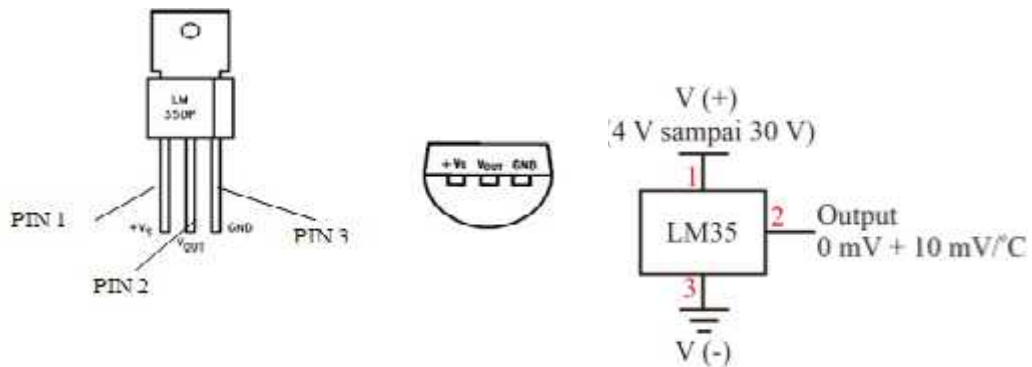 LM
35DP
PIN 1
+Vs
VOUT
GND
PIN 3
PIN 2
+Vs VOUT GND
V (+)
(4 V sampai 30 V)
1
LM35
2
Output
0 mV + 10 mV/°C
3
V (-)